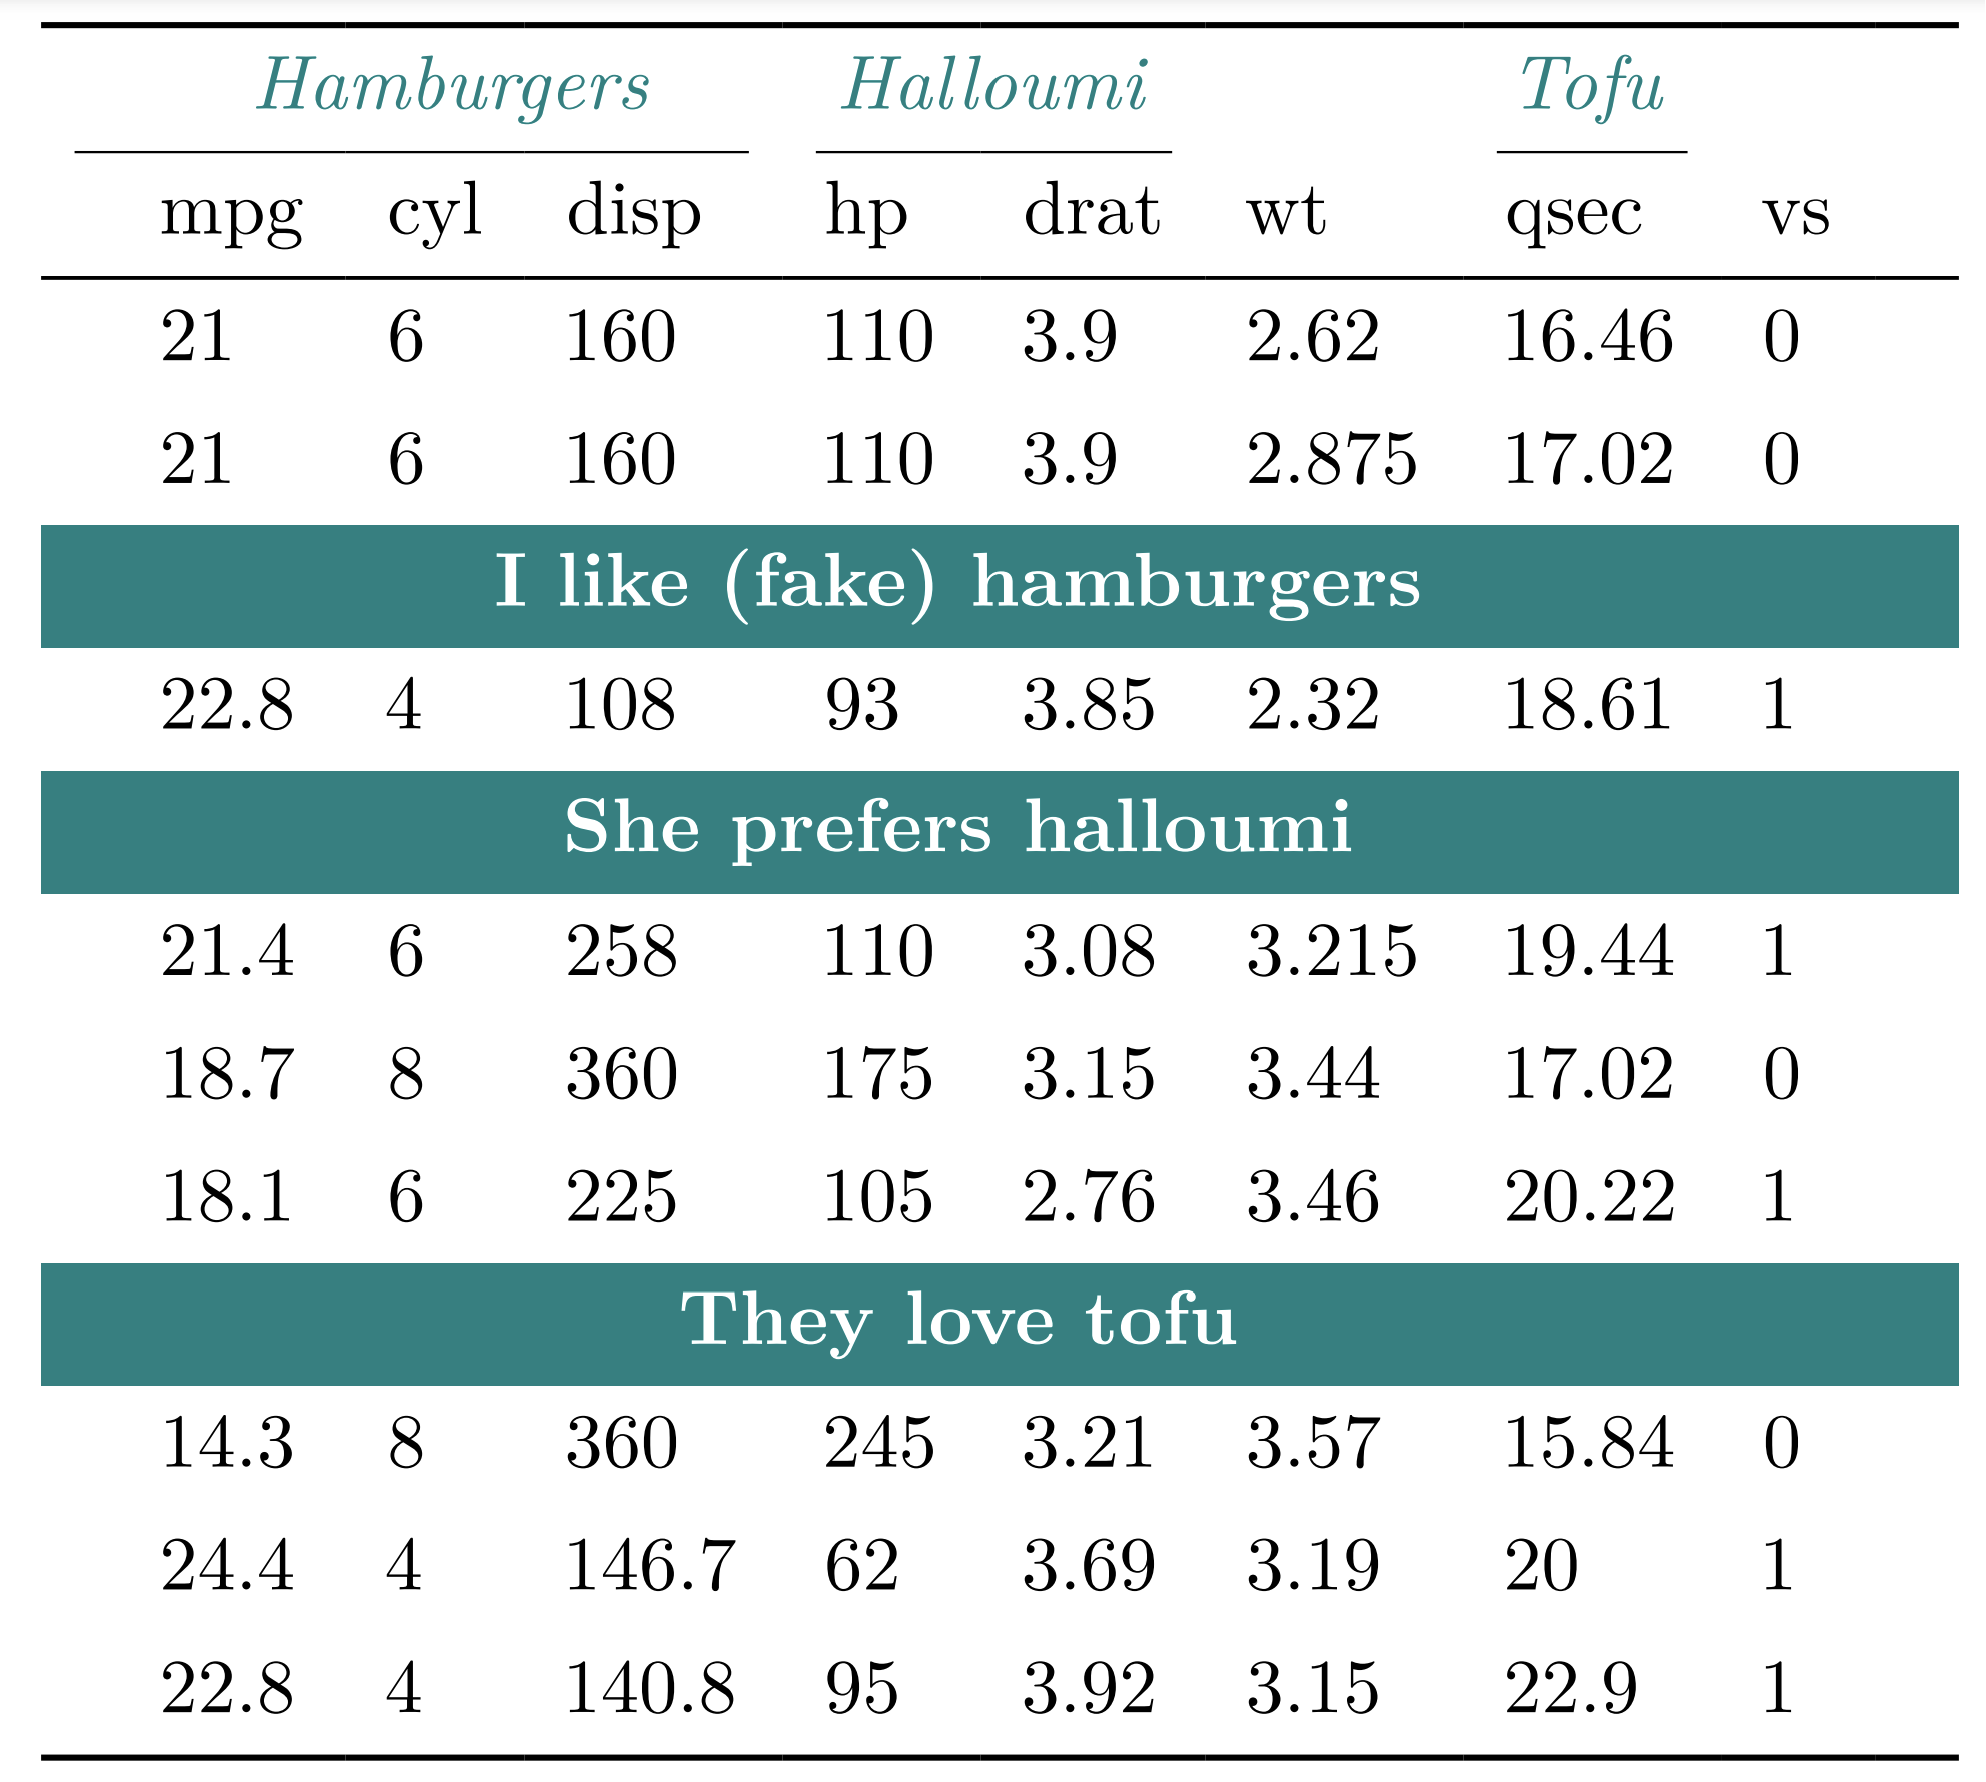 Hamburgers Halloumi Tofu
mpg cyl disp hp drat wt qsec vs
21 6 160 110 3.9 2.62 16.46 0
21 6 160 110 3.9 2.875 17.02 0
I like (fake) hamburgers
22.8 4 108 93 3.85 2.32 18.61 1
She prefers halloumi
21.4 6 258 110 3.08 3.215 19.44 1
18.7 8 360 175 3.15 3.44 17.02 0
18.1 6 225 105 2.76 3.46 20.22 1
They love tofu
14.3 8 360 245 3.21 3.57 15.84 0
24.4 4 146.7 62 3.69 3.19 20 1
22.8 4 140.8 95 3.92 3.15 22.9 1